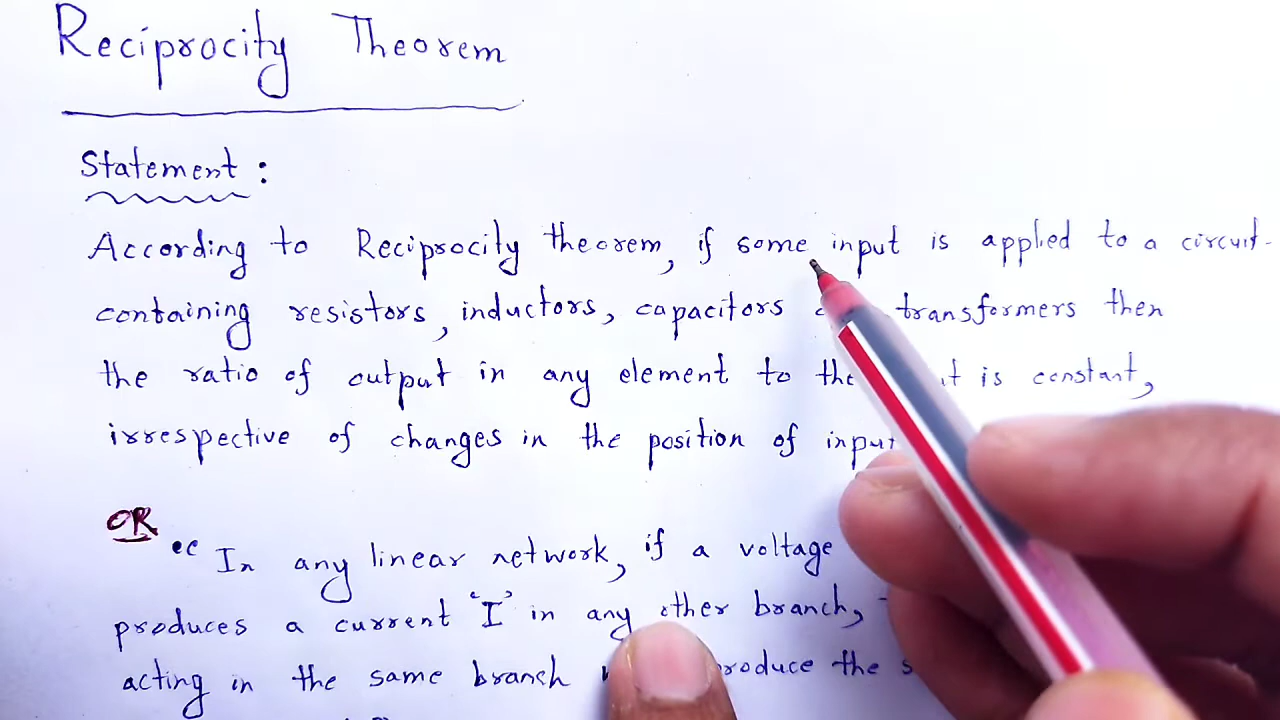 Reciprocity Theorem
Statement :
According to Reciprocity theorem, if some input is applied to a circuit-
containing resistors, inductors, capacitors transformers then
the ratio of output in any element to the is constant,
irrespective of changes in the position of input
OR
"In any linear network, if a voltage
produces a current 'I' in any other branch,
acting in the same branch the